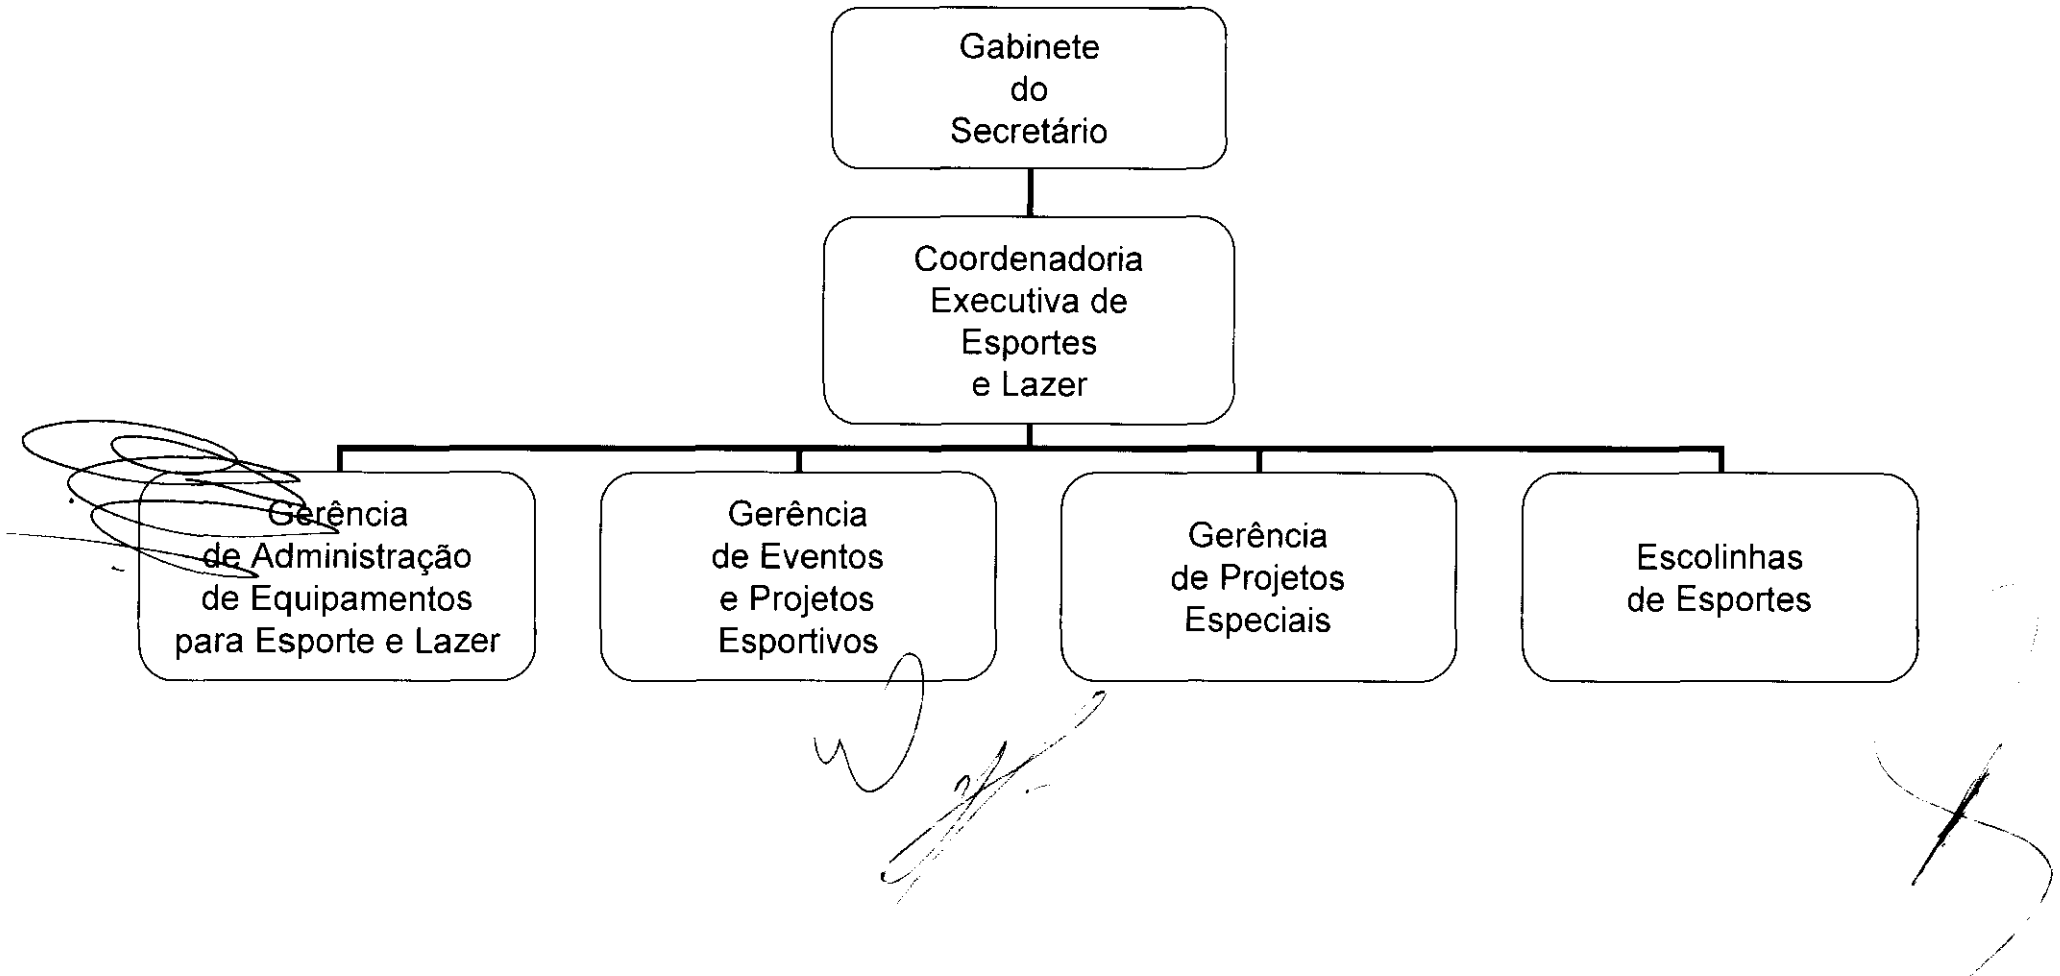 Gabinete
do
Secretário
Coordenadoria
Executiva de
Esportes
e Lazer
Gerência
de Administração
de Equipamentos
para Esporte e Lazer
Gerência
de Eventos
e Projetos
Esportivos
Gerência
de Projetos
Especiais
Escolinhas
de Esportes